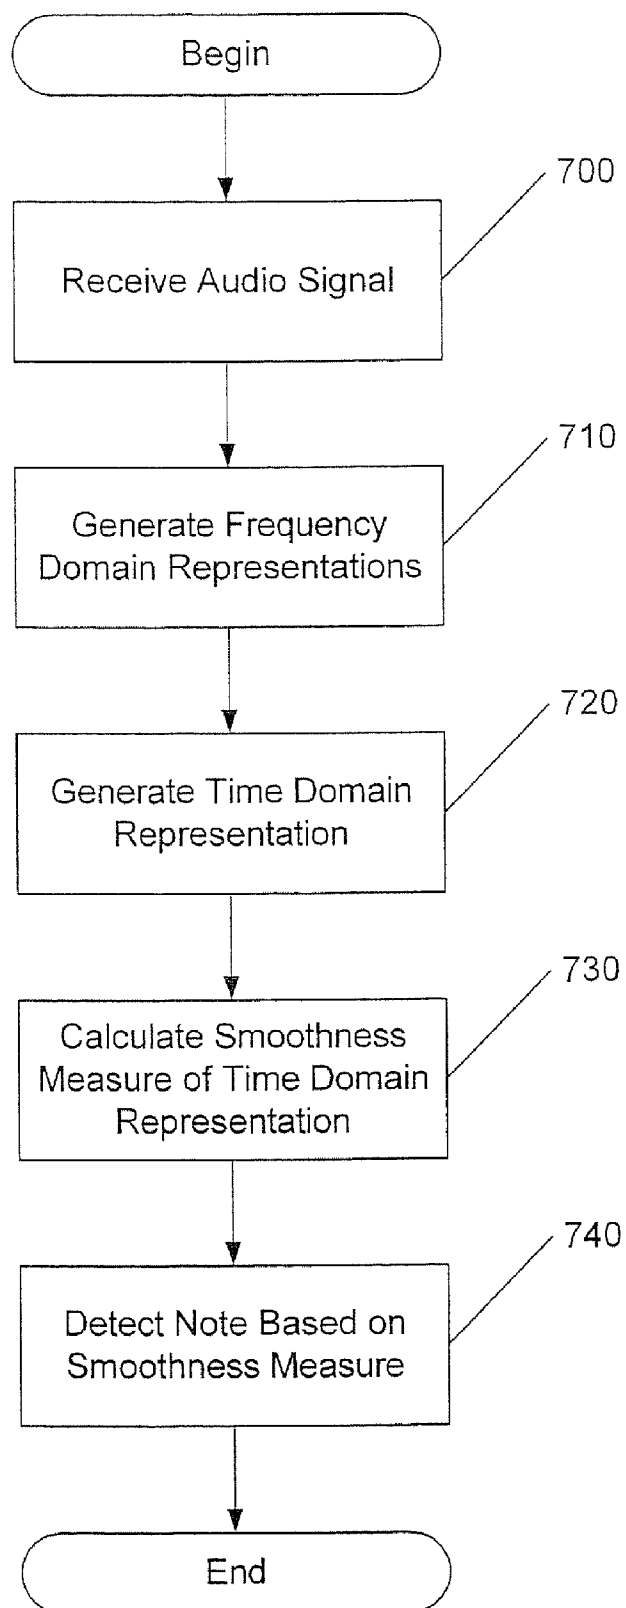 Begin
700
Receive Audio Signal
710
Generate Frequency
Domain Representations
720
Generate Time Domain
Representation
730
Calculate Smoothness
Measure of Time Domain
Representation
740
Detect Note Based on
Smoothness Measure
End